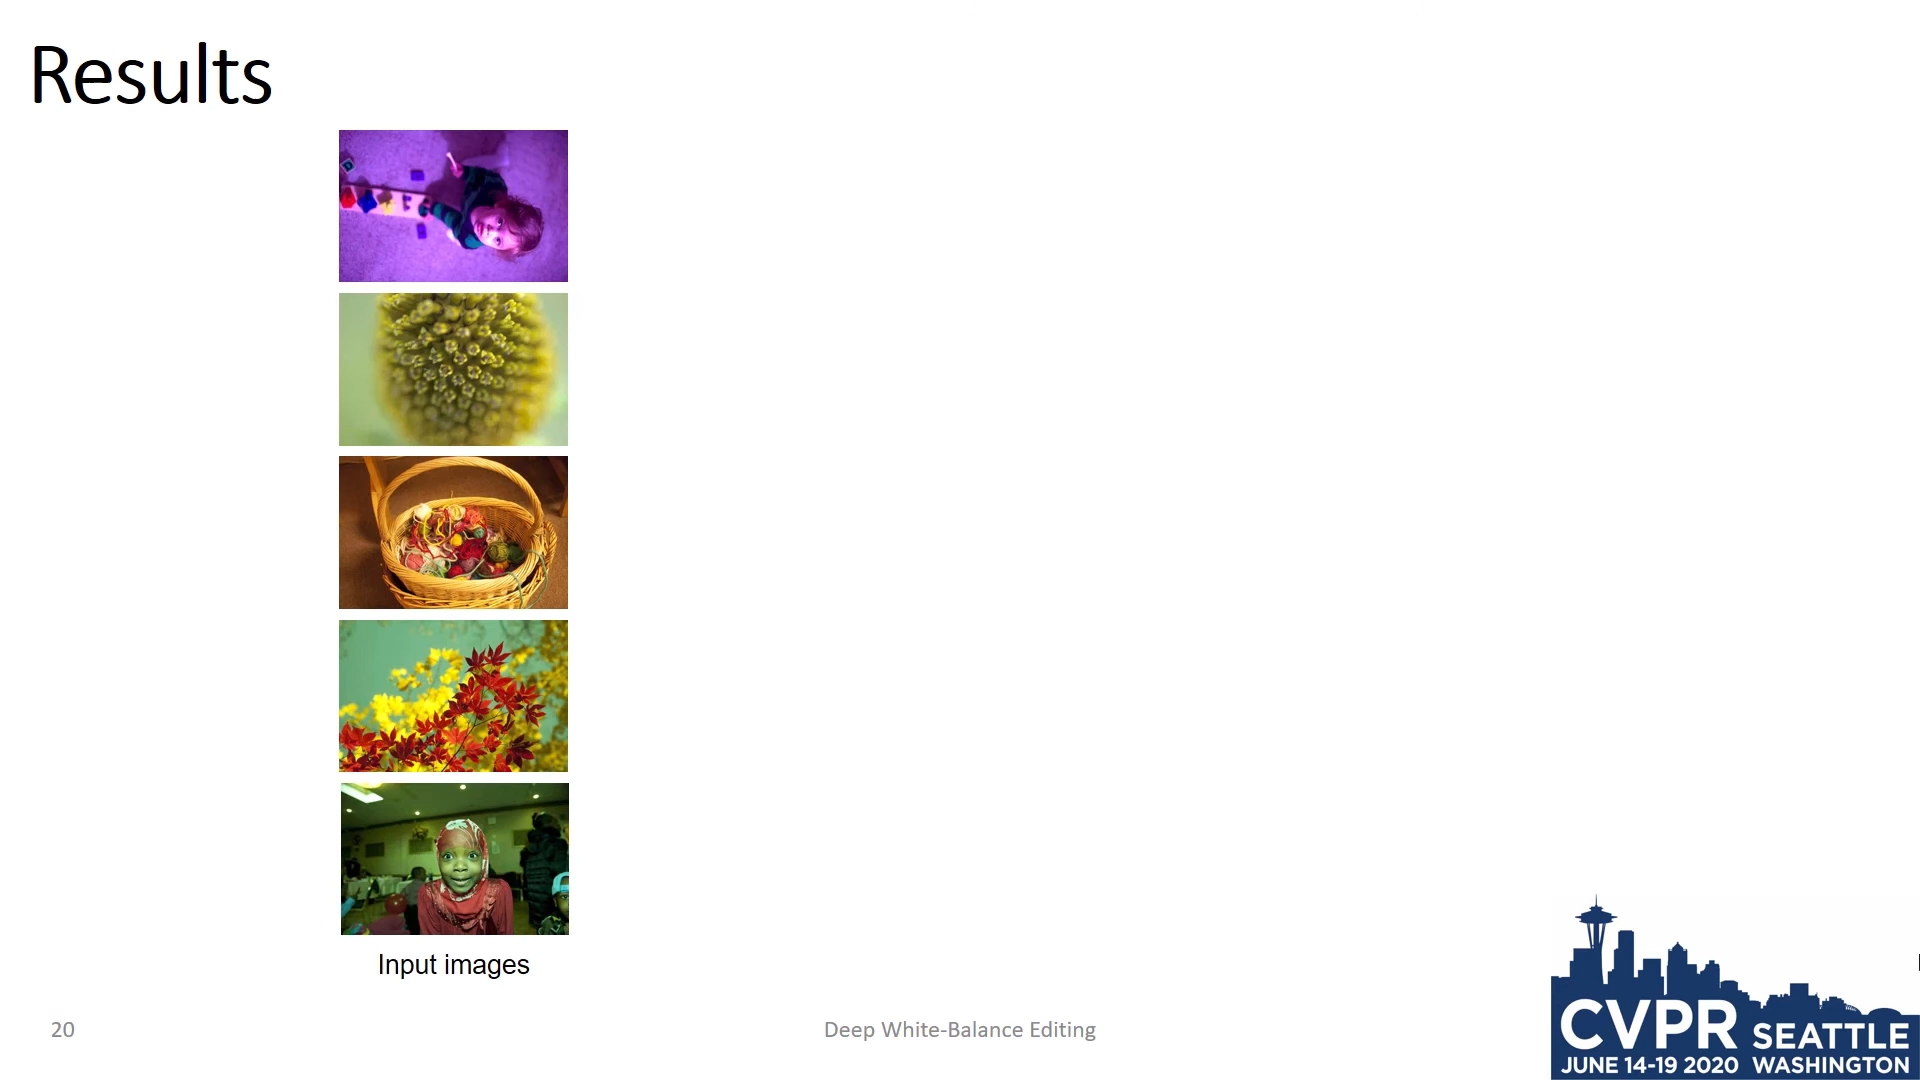 Results
Input images
20
Deep White-Balance Editing
CVPR SEATTLE
JUNE 14-19 2020 WASHINGTON